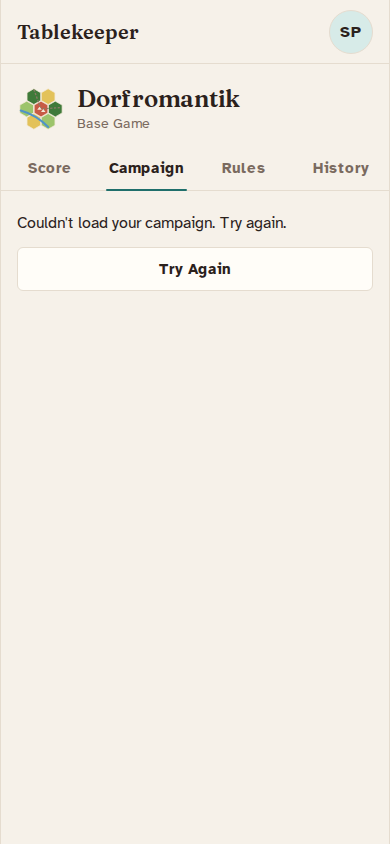 Tablekeeper
SP
Dorfromantik
Base Game
Score Campaign Rules History
Couldn't load your campaign. Try again.
Try Again